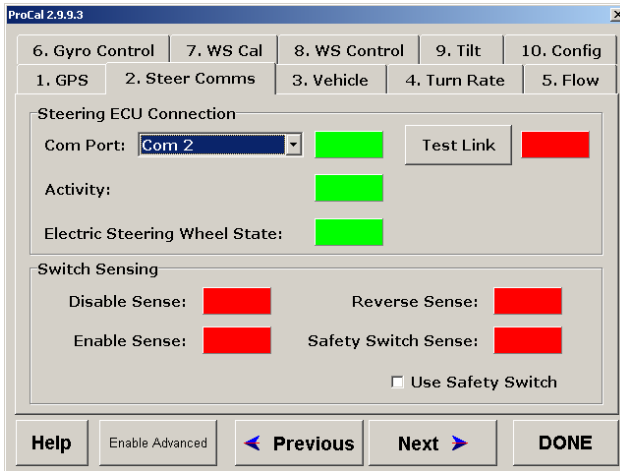 ProCal 2.9.9.3
6. Gyro Control 7. WS Cal 8. WS Control 9. Tilt 10. Config
1. GPS 2. Steer Comms 3. Vehicle 4. Turn Rate 5. Flow
Steering ECU Connection
Com Port: Com 2 Test Link
Activity:
Electric Steering Wheel State:
Switch Sensing
Disable Sense: Reverse Sense:
Enable Sense: Safety Switch Sense:
Use Safety Switch
Help Enable Advanced Previous Next DONE